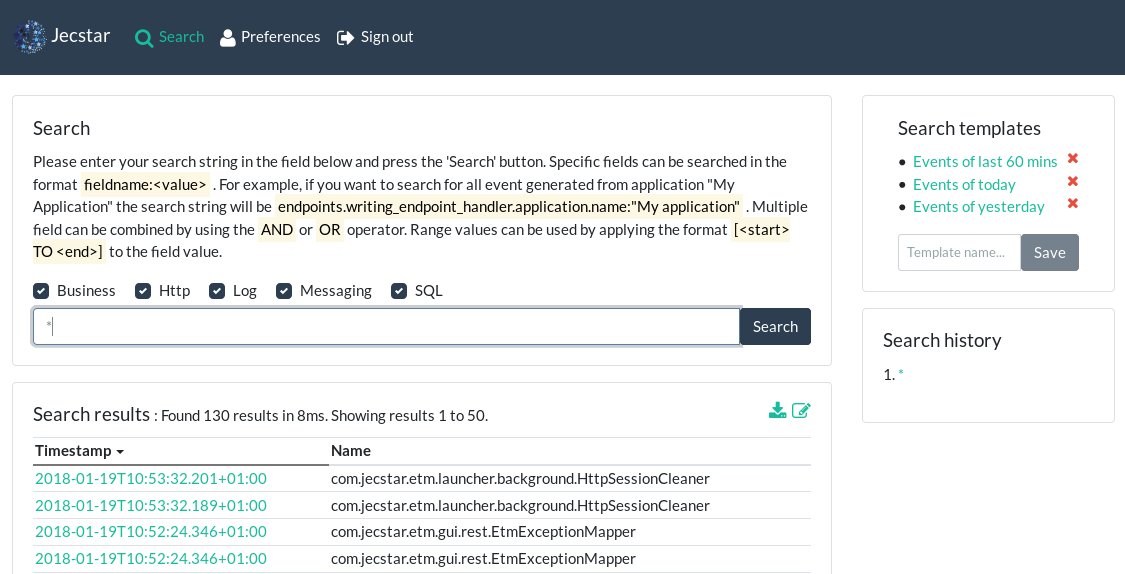 Jecstar Search Preferences Sign out
Search
Please enter your search string in the field below and press the 'Search' button. Specific fields can be searched in the
format fieldname:<value> . For example, if you want to search for all event generated from application "My
Application" the search string will be endpoints.writing_endpoint_handler.application.name:"My application" . Multiple
field can be combined by using the AND or OR operator. Range values can be used by applying the format [<start>
TO <end>] to the field value.
Business Http Log Messaging SQL
* Search
Search results : Found 130 results in 8ms. Showing results 1 to 50.
Timestamp Name
2018-01-19T10:53:32.201+01:00 com.jecstar.etm.launcher.background.HttpSessionCleaner
2018-01-19T10:53:32.189+01:00 com.jecstar.etm.launcher.background.HttpSessionCleaner
2018-01-19T10:52:24.346+01:00 com.jecstar.etm.gui.rest.EtmExceptionMapper
2018-01-19T10:52:24.346+01:00 com.jecstar.etm.gui.rest.EtmExceptionMapper
Search templates
• Events of last 60 mins
• Events of today
• Events of yesterday
Template name... Save
Search history
1. *